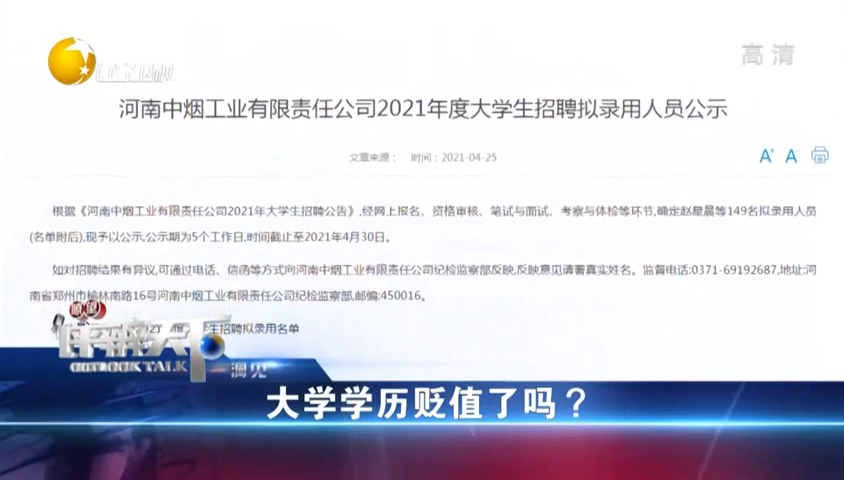 高清
河南中烟工业有限责任公司2021年度大学生招聘拟录用人员公示
文章来源： 时间：2021-04-25
A+ A-
根据《河南中烟工业有限责任公司2021年大学生招聘公告》,经网上报名、资格审核、笔试与面试、考察与体检等环节,确定赵星晨等149名拟录用人员
(名单附后),现予以公示,公示期为5个工作日,时间截止至2021年4月30日。
如对招聘结果有异议,可通过电话、信函等方式向河南中烟工业有限责任公司纪检监察部反映,反映意见请署真实姓名。监督电话:0371-69192687,地址:河
南省郑州市榆林南路16号河南中烟工业有限责任公司纪检监察部,邮编:450016。
生招聘拟录用名单
瞭望
评辨天下
OUTLOOK TALK
洞见
大学学历贬值了吗？